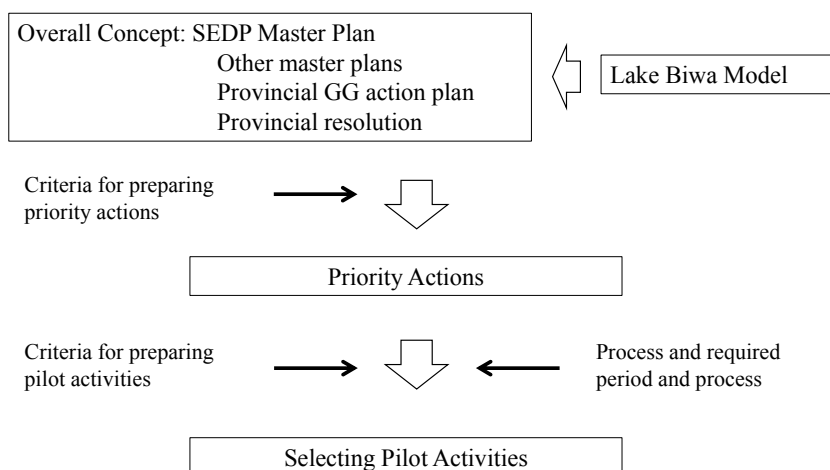 Overall Concept: SEDP Master Plan
Other master plans
Provincial GG action plan
Provincial resolution
Lake Biwa Model
Criteria for preparing
priority actions
Priority Actions
Criteria for preparing
pilot activities
Process and required
period and process
Selecting Pilot Activities